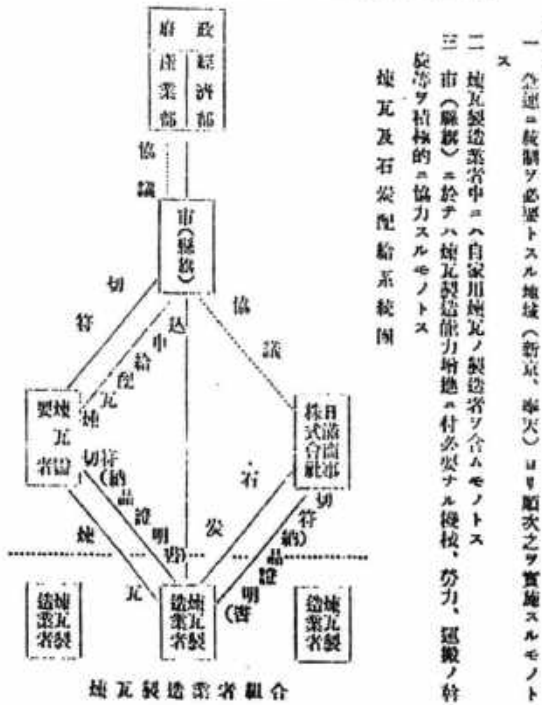 一 急速ニ統制ヲ必要トスル地域(新京、奉天)ヨリ順次之ヲ實施スルモノト
ス
二 煉瓦製造業者中ニハ自家用煉瓦ノ製造者ヲ含ムモノトス
三 市(縣旗)ニ於テハ煉瓦製造能力增進ニ付必要ナル機械、勞力、運搬ノ斡
旋等ヲ積極的ニ協力スルモノトス
煉瓦及石炭配給系統圖
政府
經濟部
產業部
協議
市(縣旗)
切符
煉瓦配給申込
協議
煉瓦需要者
日滿商事
株式會社
切符(納品證明書)
煉瓦
石炭
切符(納品證明書)
煉瓦製
造業者
煉瓦製
造業者
煉瓦製
造業者
煉瓦製造業者組合